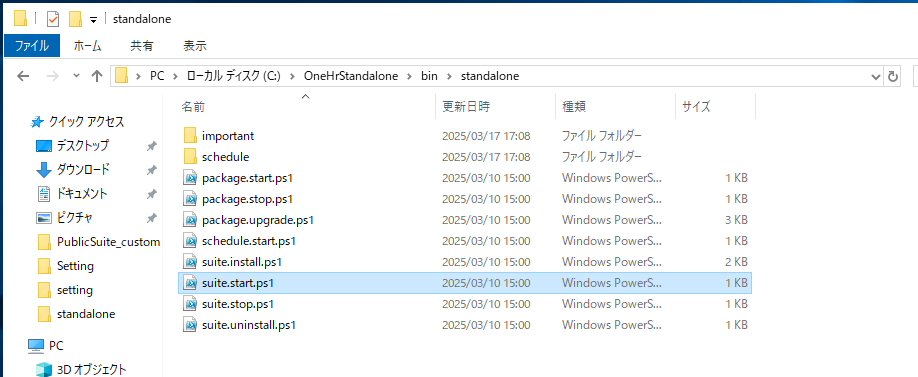 standalone
ファイル ホーム 共有 表示
PC ローカル ディスク (C:) OneHrStandalone bin standalone
名前 更新日時 種類 サイズ
クイック アクセス
デスクトップ
ダウンロード
ドキュメント
ピクチャ
PublicSuite_custom
Setting
setting
standalone
PC
3D オブジェクト
important 2025/03/17 17:08 ファイル フォルダー
schedule 2025/03/17 17:08 ファイル フォルダー
package.start.ps1 2025/03/10 15:00 Windows PowerS... 1 KB
package.stop.ps1 2025/03/10 15:00 Windows PowerS... 1 KB
package.upgrade.ps1 2025/03/10 15:00 Windows PowerS... 3 KB
schedule.start.ps1 2025/03/10 15:00 Windows PowerS... 1 KB
suite.install.ps1 2025/03/10 15:00 Windows PowerS... 2 KB
suite.start.ps1 2025/03/10 15:00 Windows PowerS... 1 KB
suite.stop.ps1 2025/03/10 15:00 Windows PowerS... 1 KB
suite.uninstall.ps1 2025/03/10 15:00 Windows PowerS... 1 KB